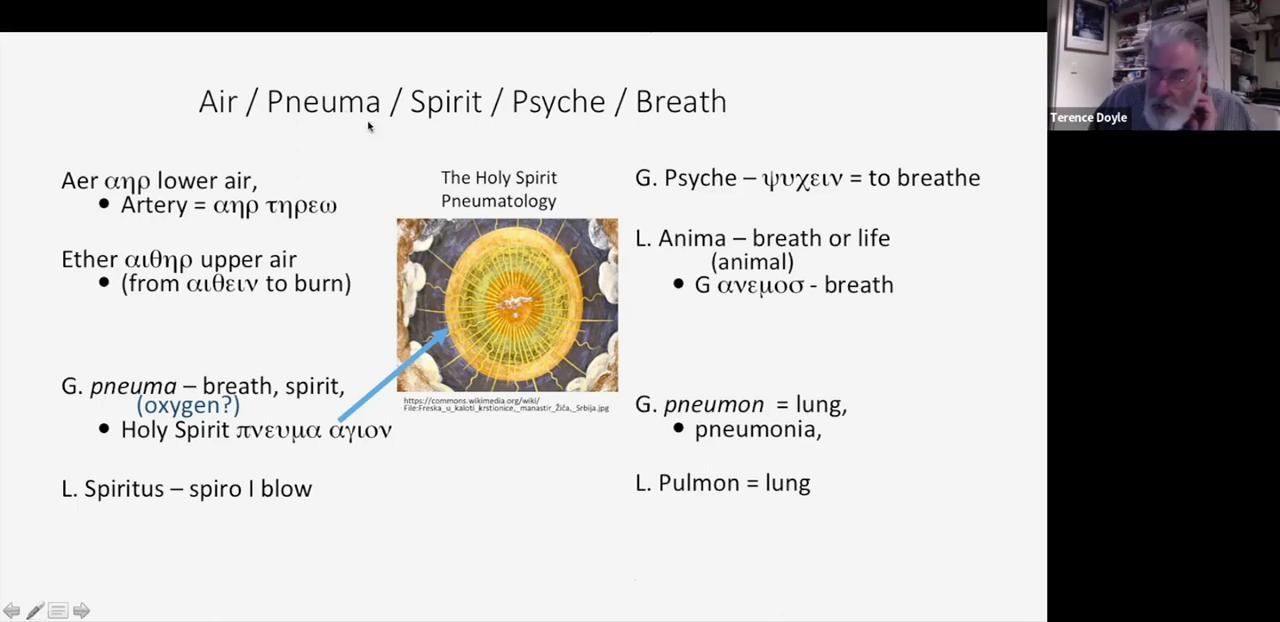 Air / Pneuma / Spirit / Psyche / Breath
Terence Doyle
Aer αηρ lower air,
• Artery = αηρ τηρεω
Ether αιθηρ upper air
• (from αιθειν to burn)
G. pneuma – breath, spirit,
(oxygen?)
• Holy Spirit πνευμα αγιον
L. Spiritus – spiro I blow
The Holy Spirit
Pneumatology
https://commons.wikimedia.org/wiki/
File:Freska_u_kaloti_krstionice,_manastir_Žiča,_Srbija.jpg
G. Psyche – ψυχειν = to breathe
L. Anima – breath or life
(animal)
• G ανεμοσ - breath
G. pneumon = lung,
• pneumonia,
L. Pulmon = lung